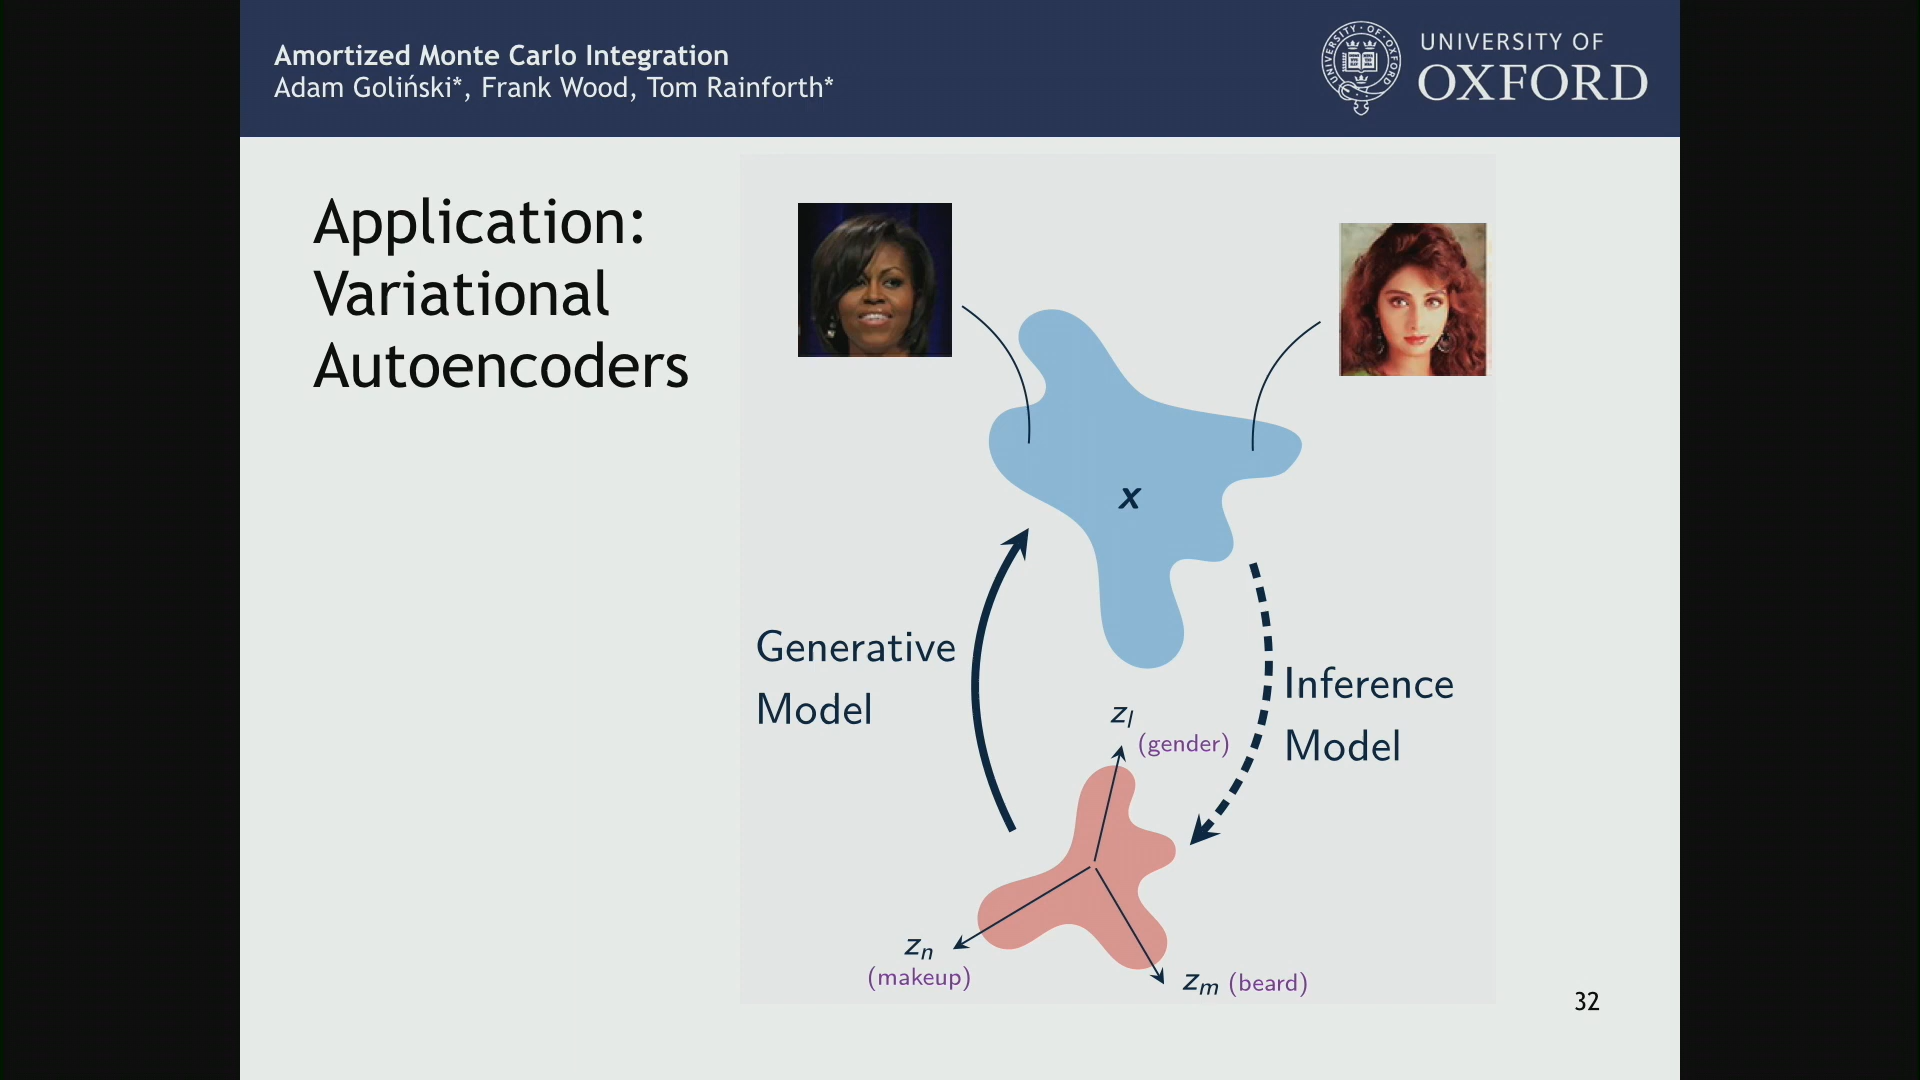 Amortized Monte Carlo Integration
Adam Goliński*, Frank Wood, Tom Rainforth*
UNIVERSITY OF
OXFORD
Application:
Variational
Autoencoders
x
Generative
Model
Inference
Model
z_l
(gender)
z_n
(makeup)
z_m (beard)
32